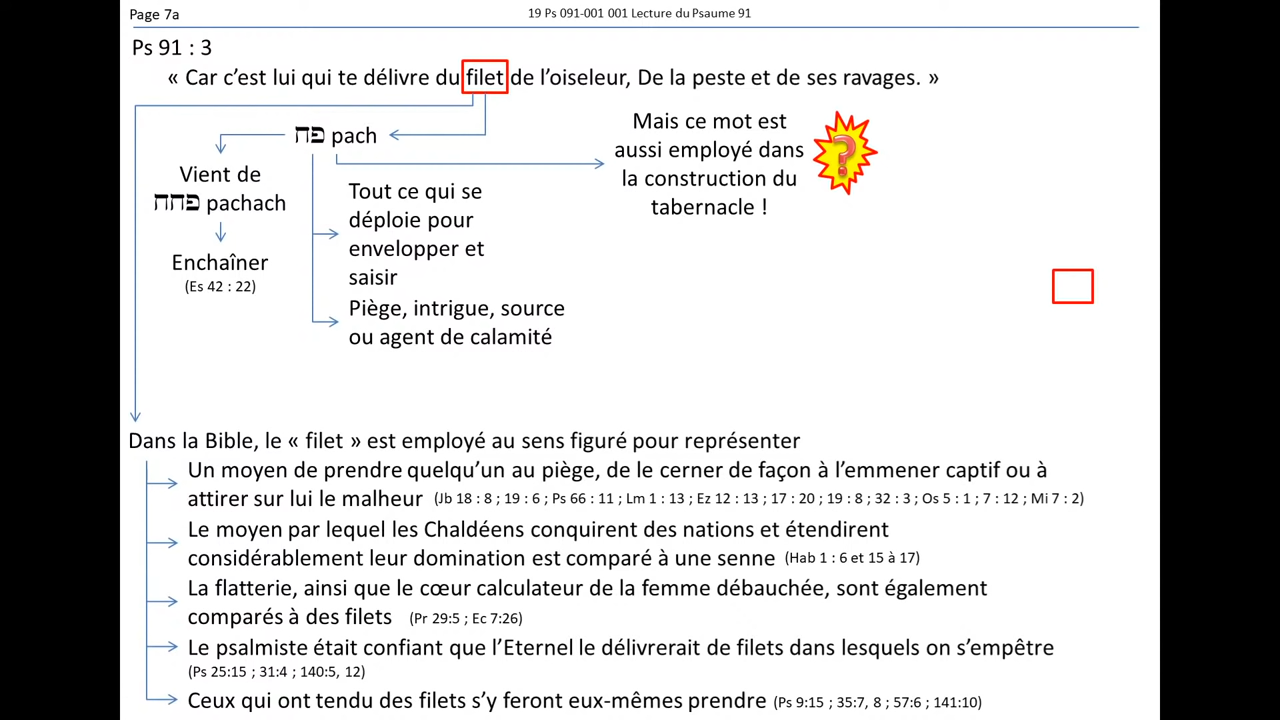 Page 7a
19 Ps 091-001 001 Lecture du Psaume 91
Ps 91 : 3
« Car c’est lui qui te délivre du filet de l’oiseleur, De la peste et de ses ravages. »
פח pach
Vient de
פחח pachach
Enchaîner
(Es 42 : 22)
Tout ce qui se
déploie pour
envelopper et
saisir
Piège, intrigue, source
ou agent de calamité
Mais ce mot est
aussi employé dans
la construction du
tabernacle !
?
Dans la Bible, le « filet » est employé au sens figuré pour représenter
Un moyen de prendre quelqu’un au piège, de le cerner de façon à l’emmener captif ou à
attirer sur lui le malheur (Jb 18 : 8 ; 19 : 6 ; Ps 66 : 11 ; Lm 1 : 13 ; Ez 12 : 13 ; 17 : 20 ; 19 : 8 ; 32 : 3 ; Os 5 : 1 ; 7 : 12 ; Mi 7 : 2)
Le moyen par lequel les Chaldéens conquirent des nations et étendirent
considérablement leur domination est comparé à une senne (Hab 1 : 6 et 15 à 17)
La flatterie, ainsi que le cœur calculateur de la femme débauchée, sont également
comparés à des filets (Pr 29:5 ; Ec 7:26)
Le psalmiste était confiant que l’Eternel le délivrerait de filets dans lesquels on s’empêtre
(Ps 25:15 ; 31:4 ; 140:5, 12)
Ceux qui ont tendu des filets s’y feront eux-mêmes prendre (Ps 9:15 ; 35:7, 8 ; 57:6 ; 141:10)